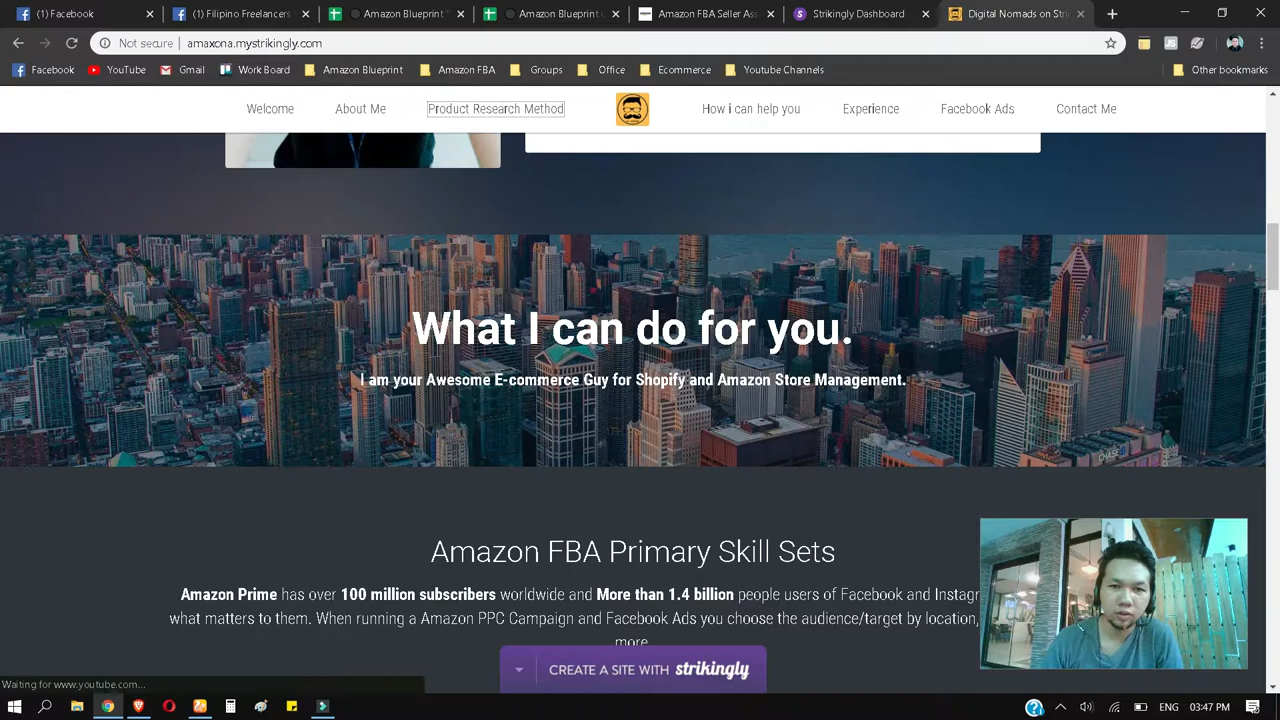 (1) Facebook
(1) Filipino Freelancers
Amazon Blueprint T
Amazon Blueprint L
Amazon FBA Seller Ass
Strikingly Dashboard
Digital Nomads on Stri
Not secure
amaxona.mystrikingly.com
Facebook
YouTube
Gmail
Work Board
Amazon Blueprint
Amazon FBA
Groups
Office
Ecommerce
Youtube Channels
Other bookmarks
Welcome
About Me
Product Research Method
How i can help you
Experience
Facebook Ads
Contact Me
What I can do for you.
I am your Awesome E-commerce Guy for Shopify and Amazon Store Management.
Amazon FBA Primary Skill Sets
Amazon Prime has over 100 million subscribers worldwide and More than 1.4 billion people users of Facebook and Instagr
what matters to them. When running a Amazon PPC Campaign and Facebook Ads you choose the audience/target by location,
more.
CREATE A SITE WITH strikingly
Waiting for www.youtube.com...
ENG
03:47 PM